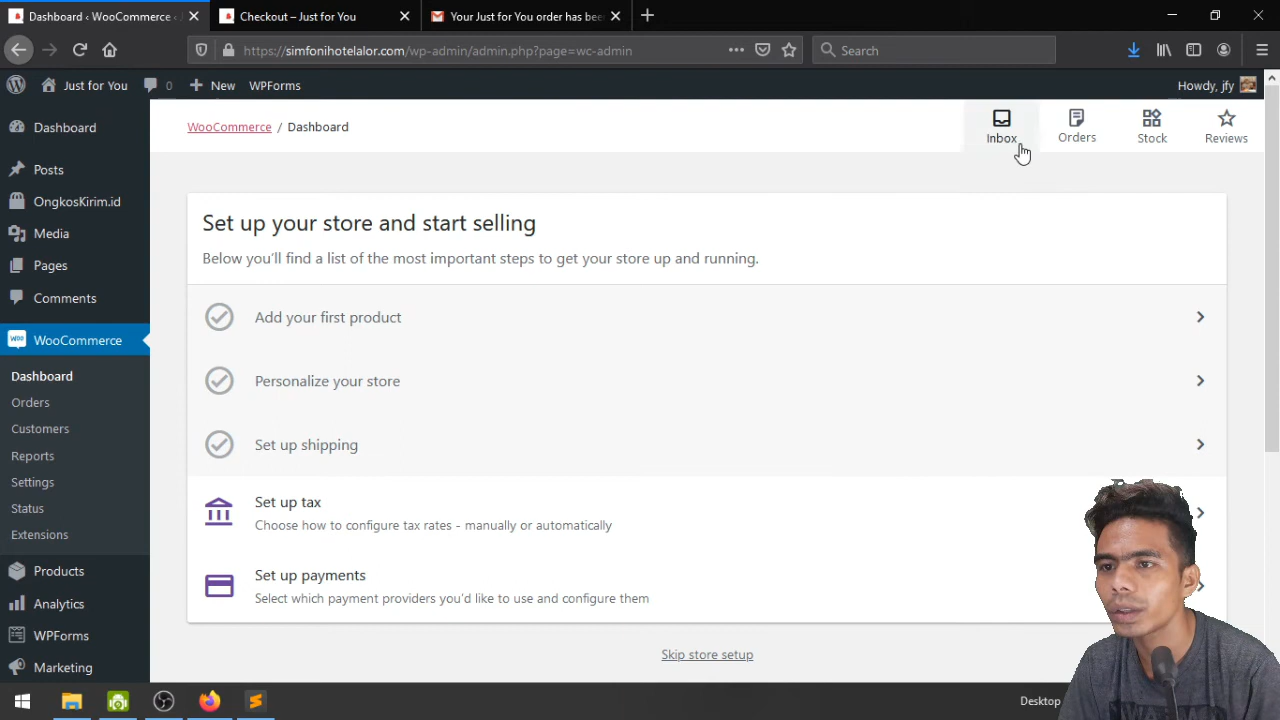 Dashboard ‹ WooCommerce ‹
Checkout – Just for You
Your Just for You order has bee
https://simfonihotelalor.com/wp-admin/admin.php?page=wc-admin
Search
Just for You
0
New
WPForms
Howdy, jfy
WooCommerce / Dashboard
Inbox
Orders
Stock
Reviews
Dashboard
Posts
OngkosKirim.id
Media
Pages
Comments
WooCommerce
Dashboard
Orders
Customers
Reports
Settings
Status
Extensions
Products
Analytics
WPForms
Marketing
Set up your store and start selling
Below you’ll find a list of the most important steps to get your store up and running.
Add your first product
Personalize your store
Set up shipping
Set up tax
Choose how to configure tax rates - manually or automatically
Set up payments
Select which payment providers you’d like to use and configure them
Skip store setup
Desktop